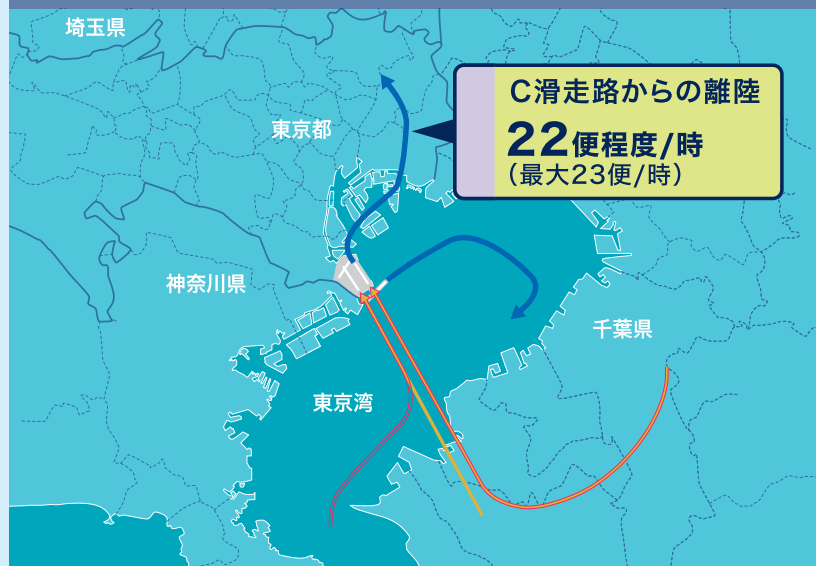 埼玉県
C滑走路からの離陸
22便程度/時
(最大23便/時)
東京都
神奈川県
千葉県
東京湾